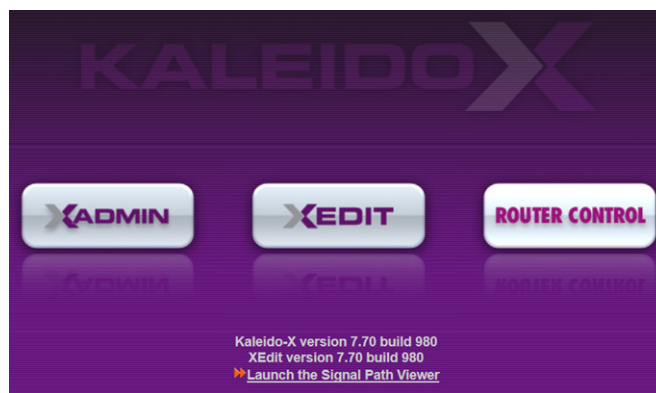 KALEIDOX
XADMIN
XEDIT
ROUTER CONTROL
Kaleido-X version 7.70 build 980
XEdit version 7.70 build 980
Launch the Signal Path Viewer